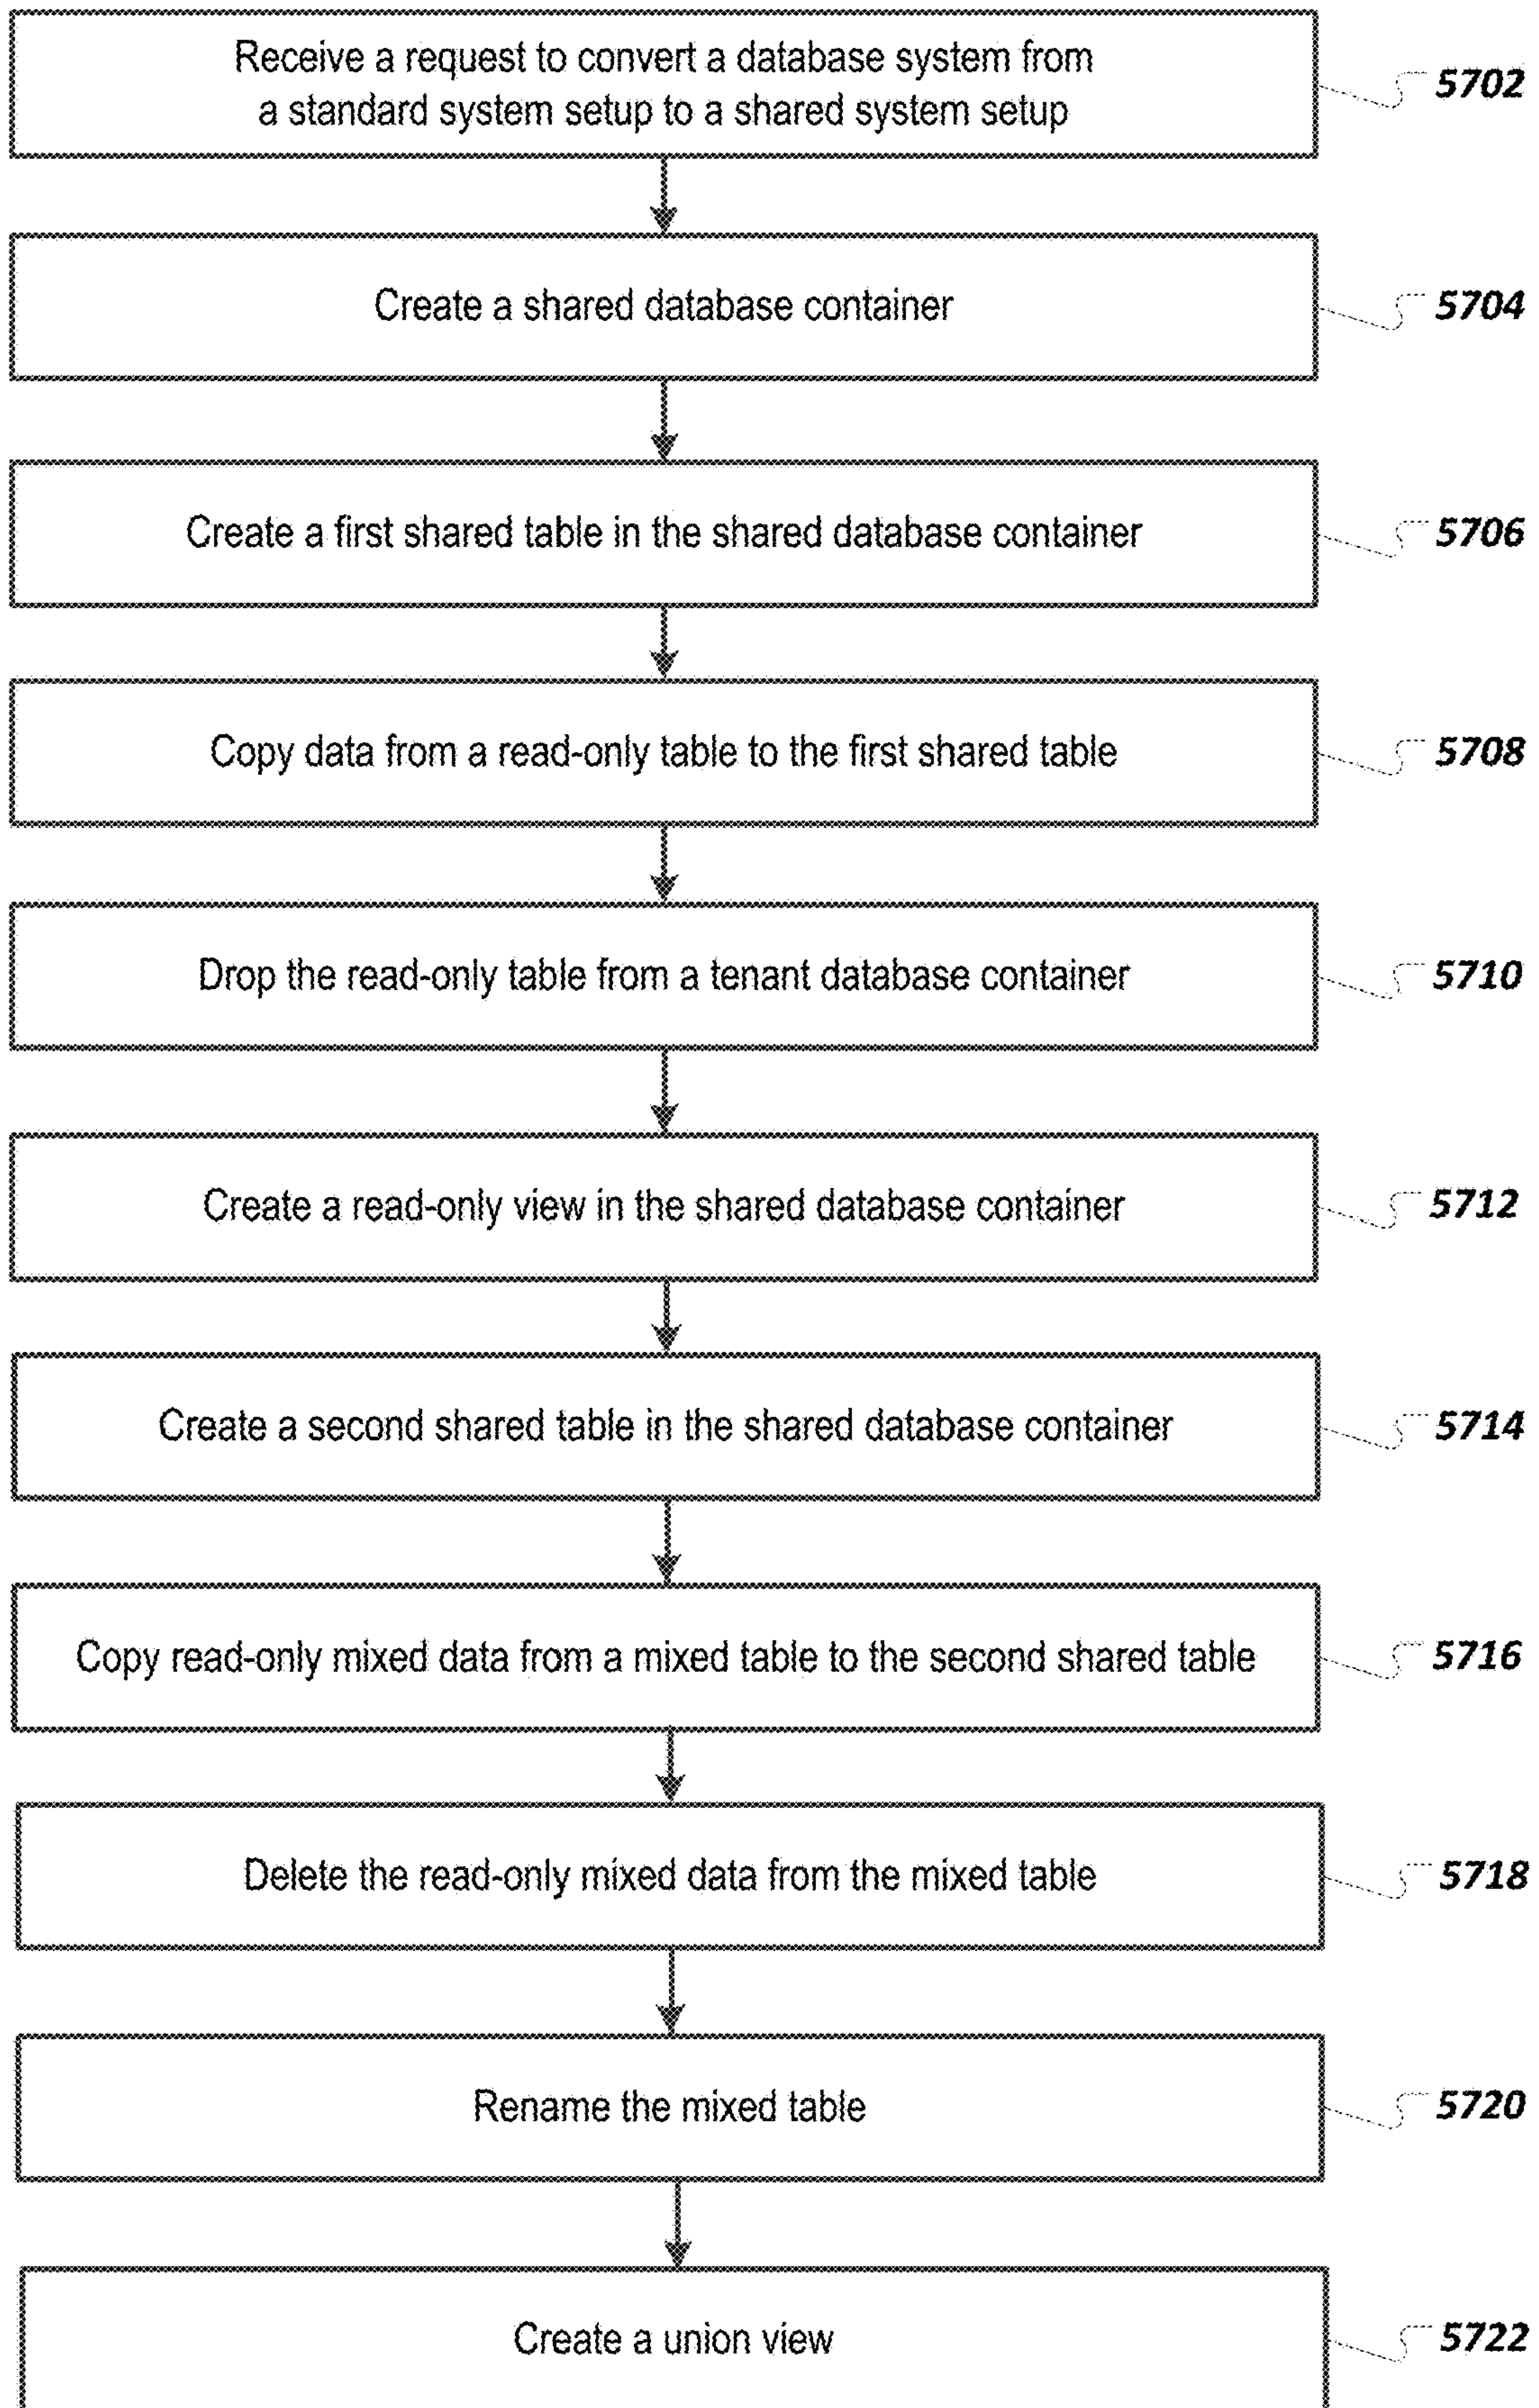 Receive a request to convert a database system from
a standard system setup to a shared system setup
5702
Create a shared database container
5704
Create a first shared table in the shared database container
5706
Copy data from a read-only table to the first shared table
5708
Drop the read-only table from a tenant database container
5710
Create a read-only view in the shared database container
5712
Create a second shared table in the shared database container
5714
Copy read-only mixed data from a mixed table to the second shared table
5716
Delete the read-only mixed data from the mixed table
5718
Rename the mixed table
5720
Create a union view
5722